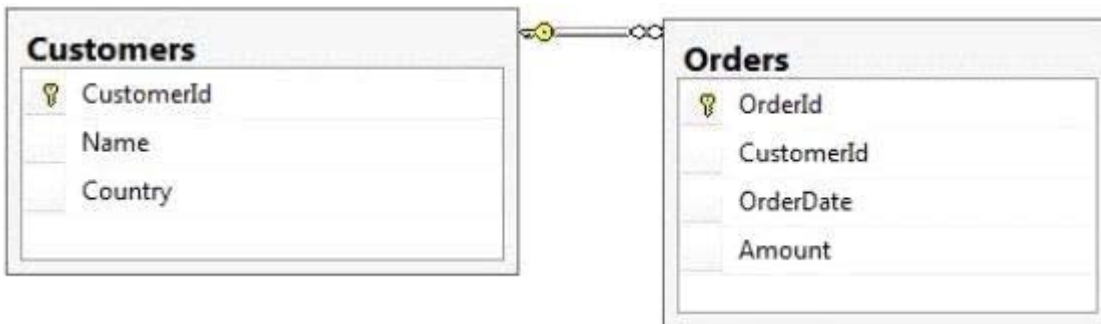 Customers
CustomerId
Name
Country
Orders
OrderId
CustomerId
OrderDate
Amount